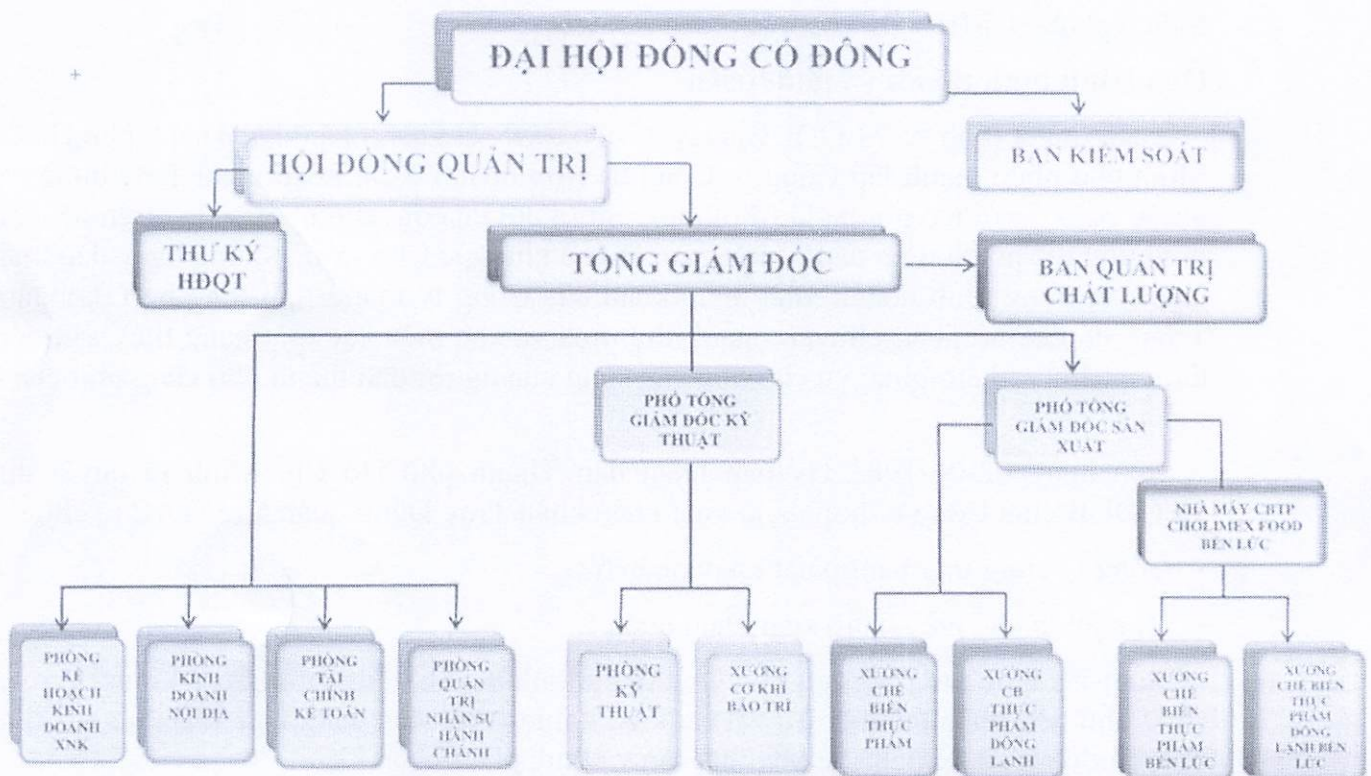 ĐẠI HỘI ĐỒNG CỔ ĐÔNG
HỘI ĐỒNG QUẢN TRỊ
BAN KIỂM SOÁT
THƯ KÝ
HĐQT
TỔNG GIÁM ĐỐC
BAN QUẢN TRỊ
CHẤT LƯỢNG
PHÓ TỔNG
GIÁM ĐỐC KỸ
THUẬT
PHÓ TỔNG
GIÁM ĐỐC SẢN
XUẤT
NHÀ MÁY CBTP
CHOLIMEX FOOD
BẾN LỨC
PHÒNG
KẾ
HOẠCH
KINH
DOANH
XNK
PHÒNG
KINH
DOANH
NỘI ĐỊA
PHÒNG
TÀI
CHÍNH
KẾ TOÁN
PHÒNG
QUẢN
TRỊ
NHÂN SỰ
HÀNH
CHÁNH
PHÒNG
KỸ
THUẬT
XƯỞNG
CƠ KHÍ
BẢO TRÌ
XƯỞNG
CHẾ
BIẾN
THỰC
PHẨM
XƯỞNG
CB
THỰC
PHẨM
ĐÔNG
LẠNH
XƯỞNG
CHẾ
BIẾN
THỰC
PHẨM
BẾN LỨC
XƯỞNG
CHẾ BIẾN
THỰC
PHẨM
ĐÔNG
LẠNH BẾN
LỨC